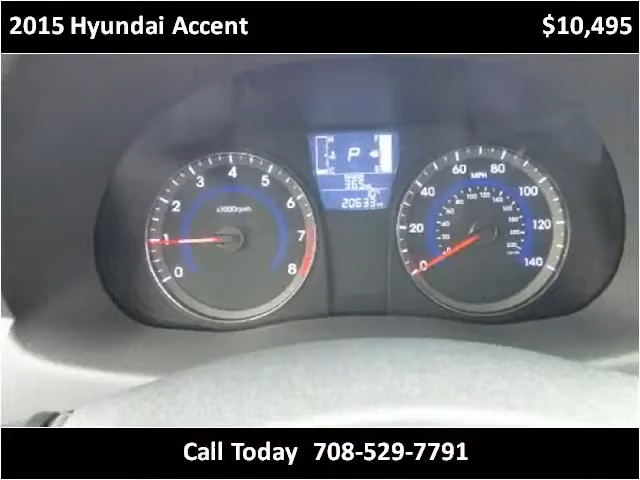 2015 Hyundai Accent $10,495
0 1 2 3 4 5 6 7 8
x1000rpm
P
0 20 40 60 80 100 120 140
MPH
Call Today 708-529-7791